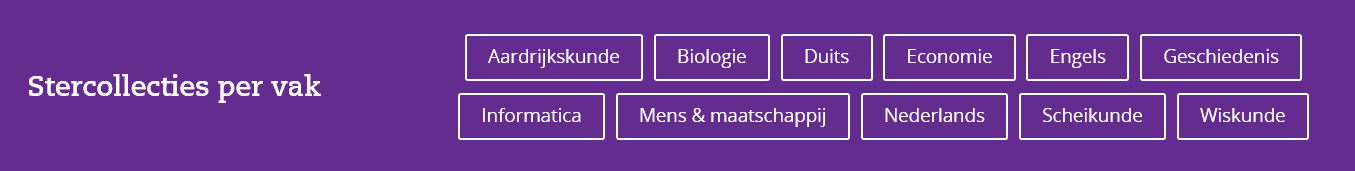 Stercollecties per vak
Aardrijkskunde Biologie Duits Economie Engels Geschiedenis
Informatica Mens & maatschappij Nederlands Scheikunde Wiskunde